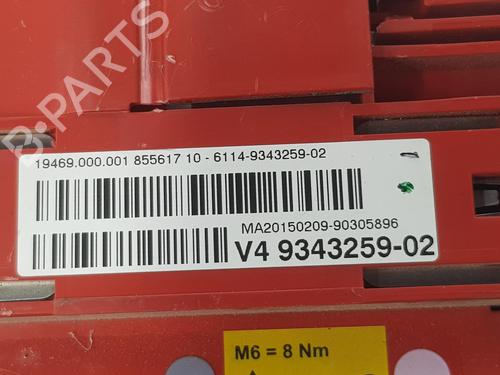 B-PARTS
19469.000.001 855617 10 - 6114-9343259-02
MA20150209-90305896
V4 9343259-02
M6 = 8 Nm